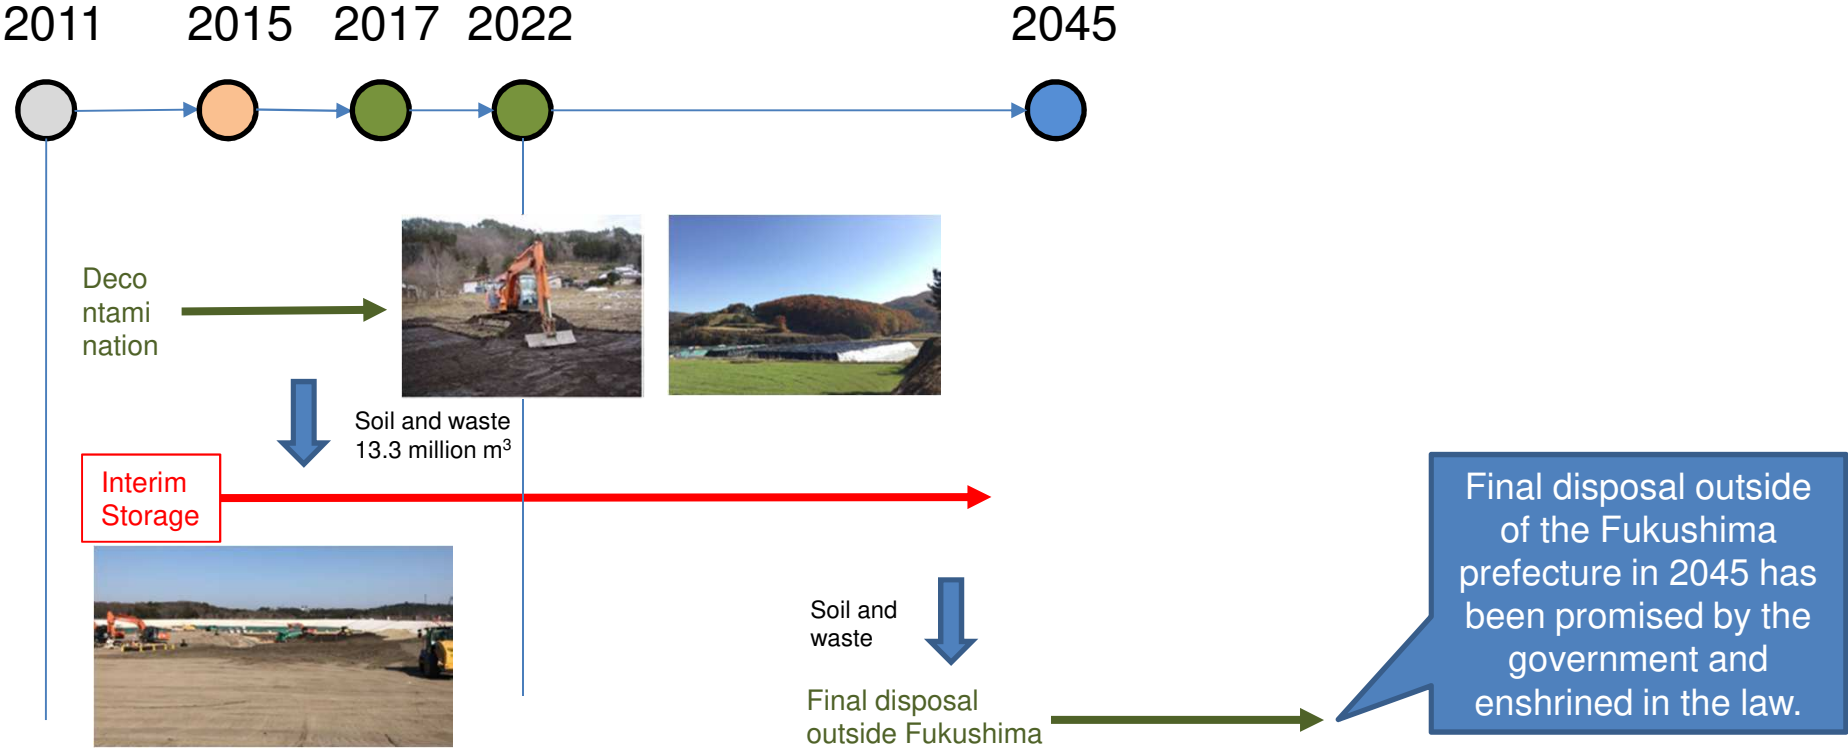 2011
2015
2017
2022
2045
Deco
ntami
nation
Soil and waste
13.3 million m³
Interim
Storage
Soil and
waste
Final disposal
outside Fukushima
Final disposal outside
of the Fukushima
prefecture in 2045 has
been promised by the
government and
enshrined in the law.